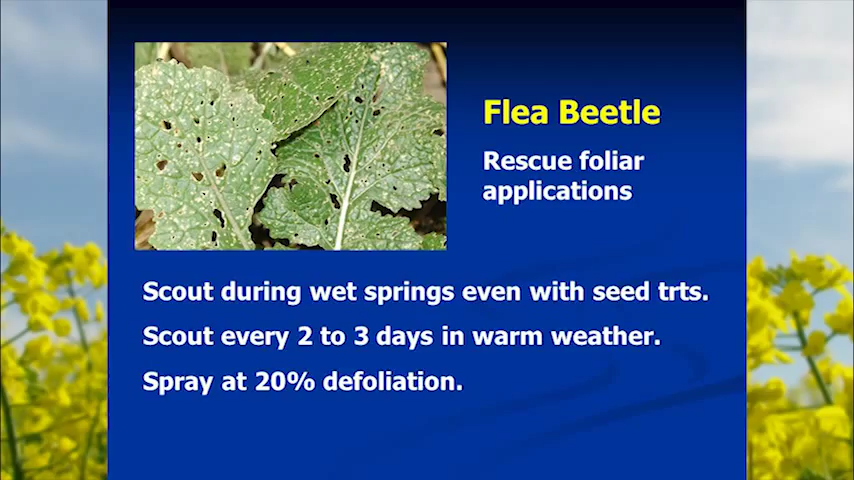 Flea Beetle
Rescue foliar
applications
Scout during wet springs even with seed trts.
Scout every 2 to 3 days in warm weather.
Spray at 20% defoliation.